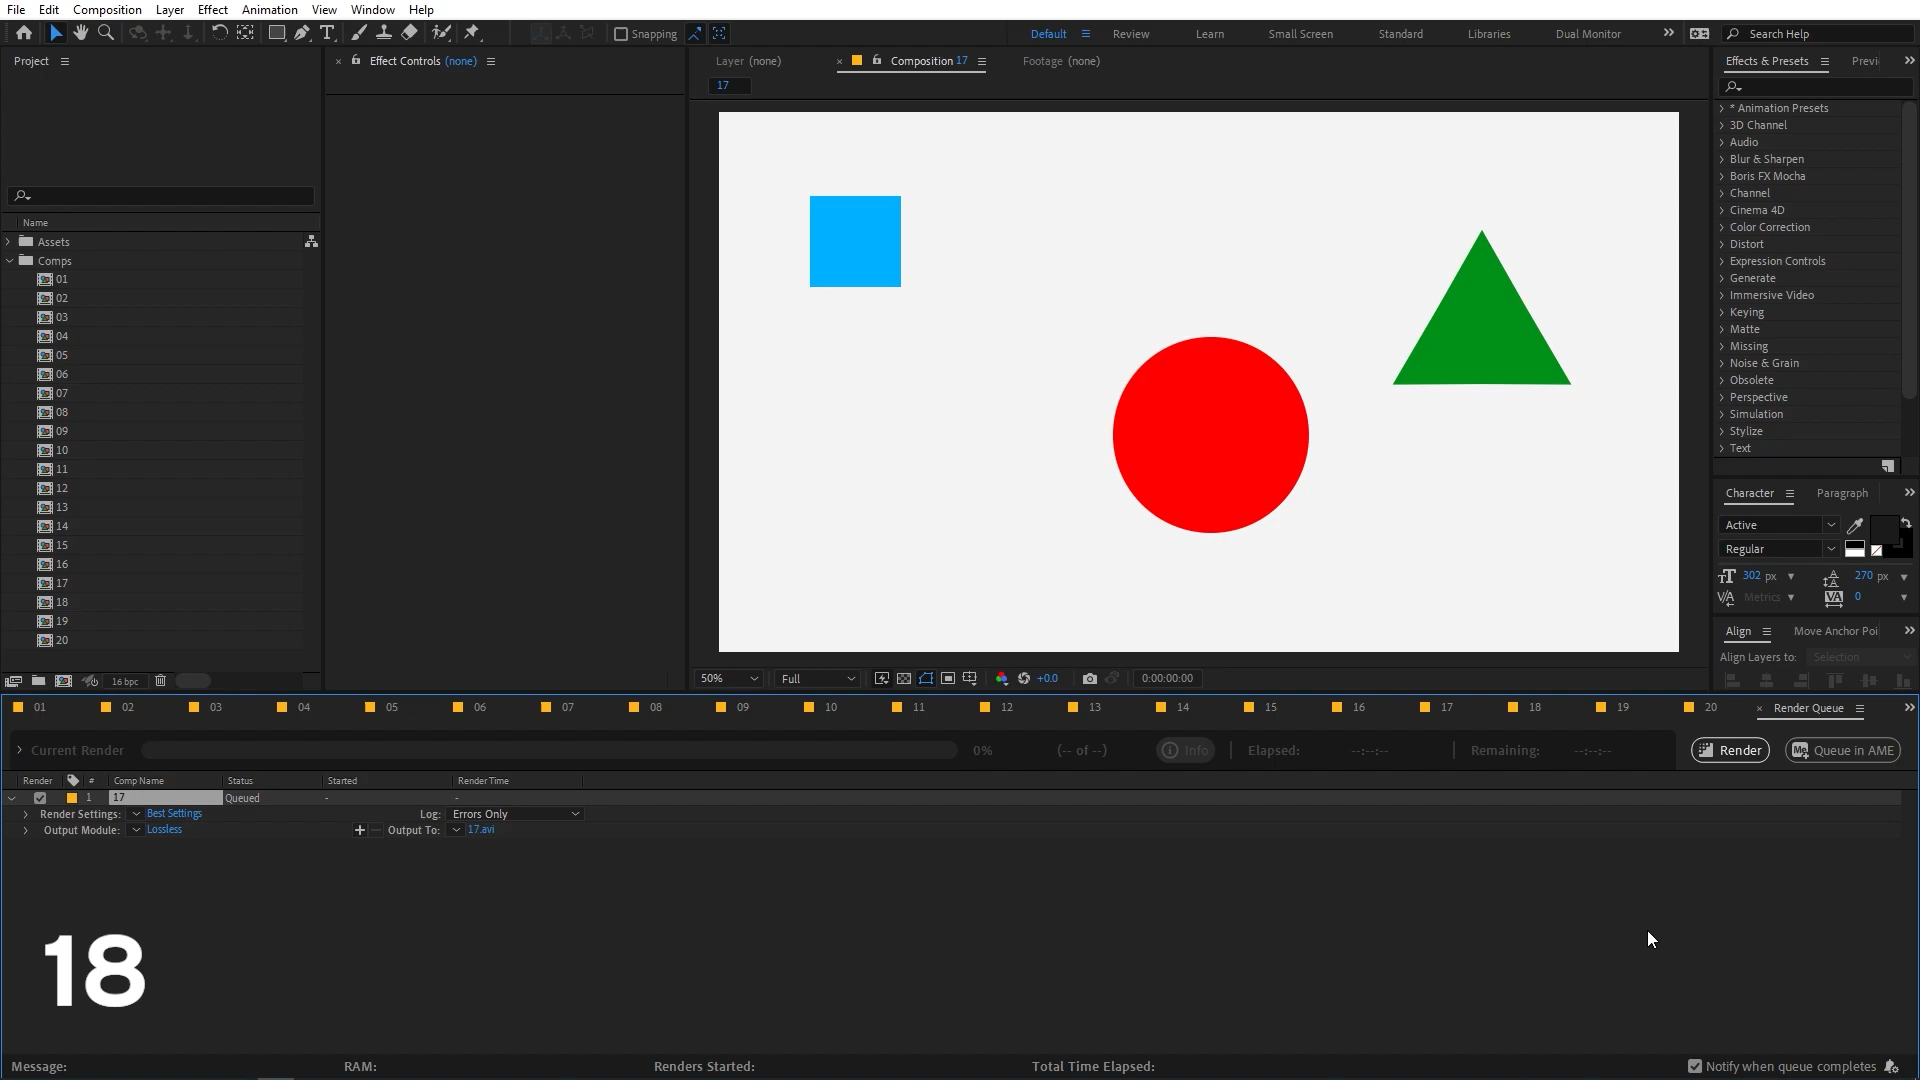 File Edit Composition Layer Effect Animation View Window Help
Snapping
Default Review Learn Small Screen Standard Libraries Dual Monitor
Search Help
Project
Effect Controls (none)
Layer (none) Composition 17 Footage (none)
Effects & Presets
17
* Animation Presets
3D Channel
Audio
Blur & Sharpen
Boris FX Mocha
Channel
Cinema 4D
Color Correction
Distort
Expression Controls
Generate
Immersive Video
Keying
Matte
Missing
Noise & Grain
Obsolete
Perspective
Simulation
Stylize
Text
Name
Assets
Comps
01
02
03
04
05
06
07
08
09
10
11
12
13
14
15
16
17
18
19
20
16 bpc
Character Paragraph
Active
Regular
302 px 270 px
Metrics 0
Align Move Anchor Poi
Align Layers to: Selection
50% Full +0.0 0:00:00:00
01 02 03 04 05 06 07 08 09 10 11 12 13 14 15 16 17 18 19 20 Render Queue
Current Render 0% (-- of --) Info Elapsed: --:--:-- Remaining: --:--:-- Render Me Queue in AME
Render # Comp Name Status Started Render Time
1 17 Queued - -
Render Settings: Best Settings Log: Errors Only
Output Module: Lossless Output To: 17.avi
18
Message: RAM: Renders Started: Total Time Elapsed: Notify when queue completes